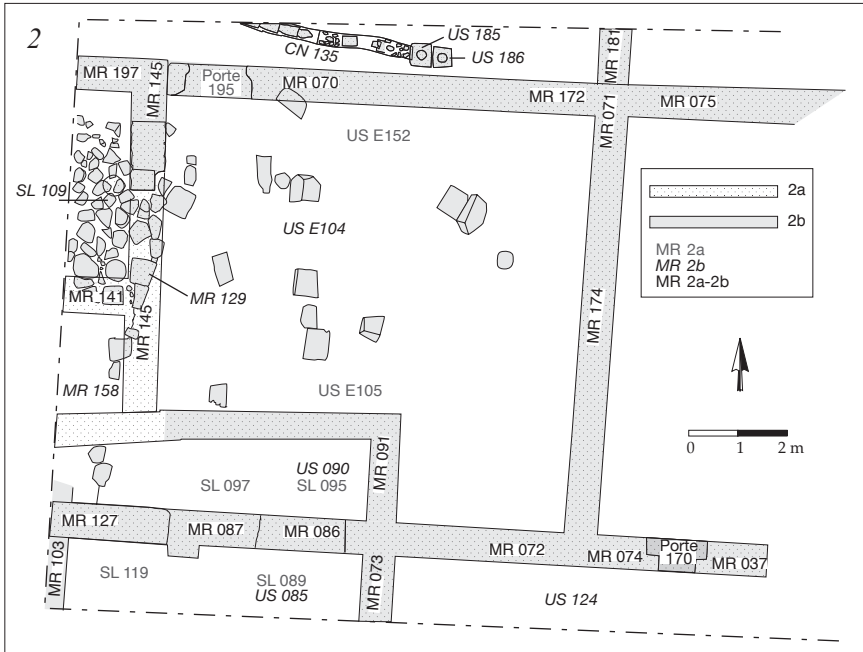 2
US 185
CN 135
US 186
MR 197
MR 145
Porte
195
MR 070
MR 172
MR 181
MR 071
MR 075
US E152
SL 109
US E104
2a
2b
MR 2a
MR 2b
MR 2a-2b
MR 141
MR 129
MR 145
MR 174
MR 158
US E105
0 1 2 m
US 090
MR 091
SL 097
SL 095
MR 127
MR 087
MR 086
MR 072
MR 074
Porte
170
MR 037
MR 103
SL 119
SL 089
US 085
MR 073
US 124